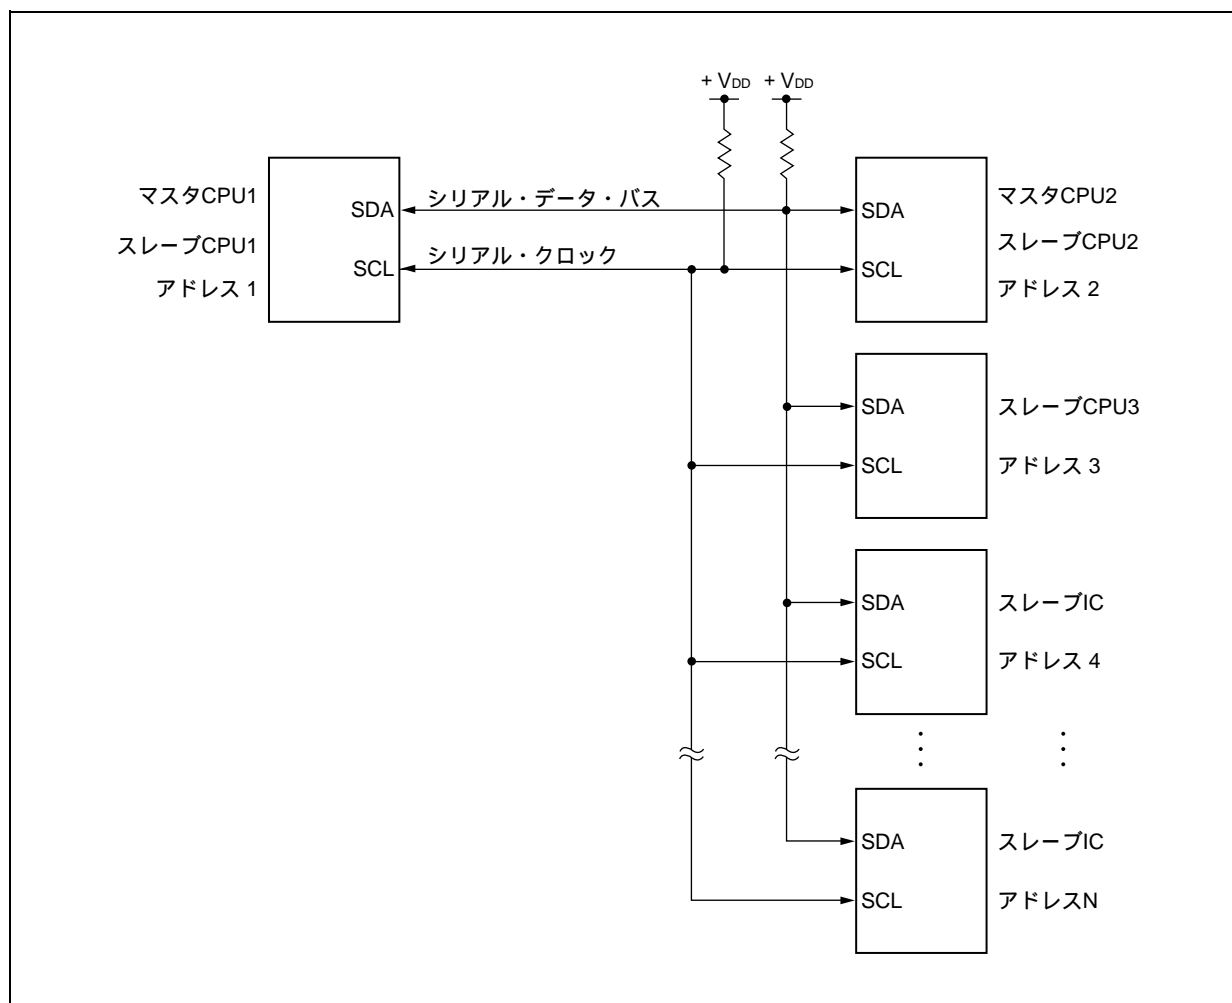 + VDD + VDD
マスタCPU1
スレーブCPU1
アドレス 1
SDA
SCL
シリアル・データ・バス
シリアル・クロック
SDA
SCL
マスタCPU2
スレーブCPU2
アドレス 2
SDA
SCL
スレーブCPU3
アドレス 3
SDA
SCL
スレーブIC
アドレス 4
SDA
SCL
スレーブIC
アドレスN